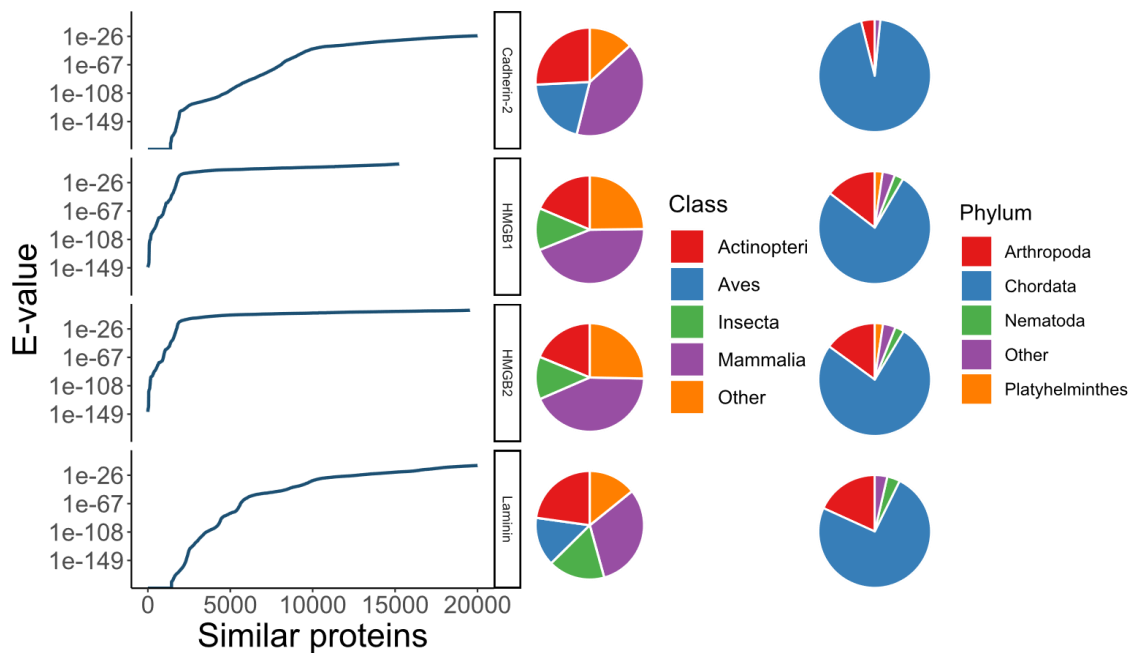 E-value
1e-26
1e-67
1e-108
1e-149
Cadherin-2
1e-26
1e-67
1e-108
1e-149
HMGB1
1e-26
1e-67
1e-108
1e-149
HMGB2
1e-26
1e-67
1e-108
1e-149
Laminin
0 5000 10000 15000 20000
Similar proteins
Class
Actinopteri
Aves
Insecta
Mammalia
Other
Phylum
Arthropoda
Chordata
Nematoda
Other
Platyhelminthes